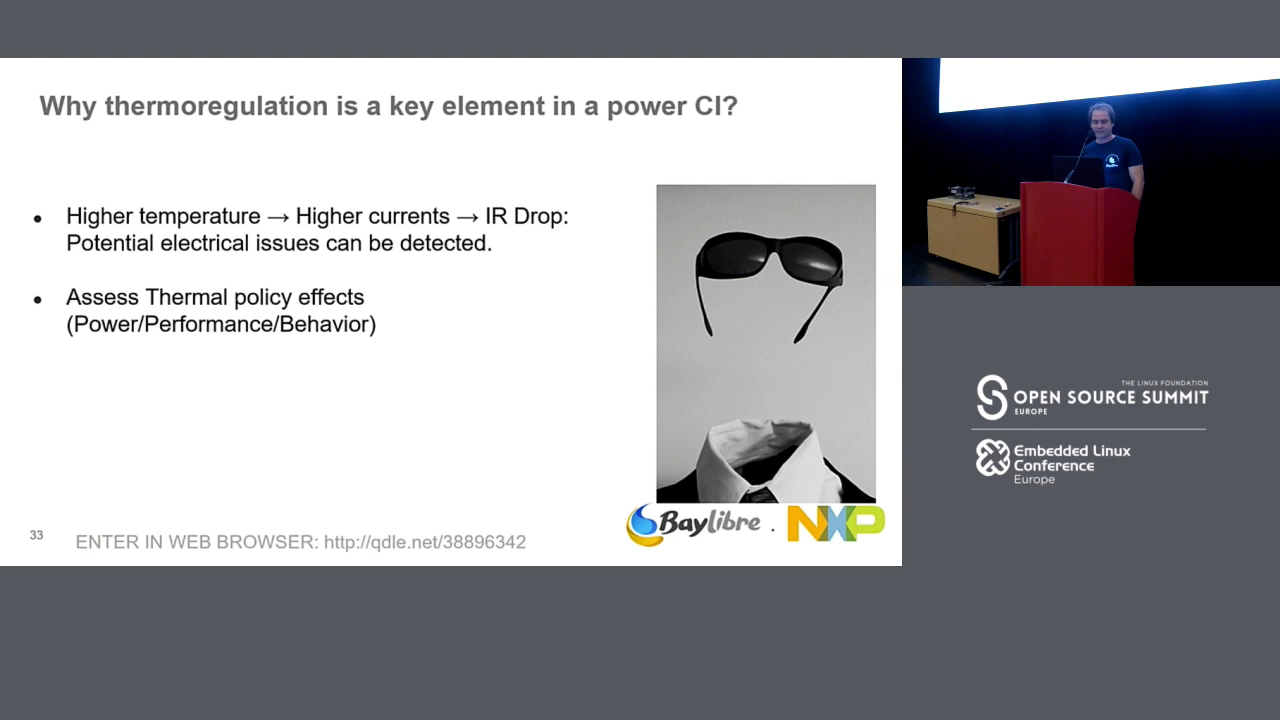 Why thermoregulation is a key element in a power CI?
● Higher temperature → Higher currents → IR Drop:
Potential electrical issues can be detected.
● Assess Thermal policy effects
(Power/Performance/Behavior)
BayLibre . NXP
33
ENTER IN WEB BROWSER: http://qdle.net/38896342
THE LINUX FOUNDATION
OPEN SOURCE SUMMIT
EUROPE
Embedded Linux
Conference
Europe